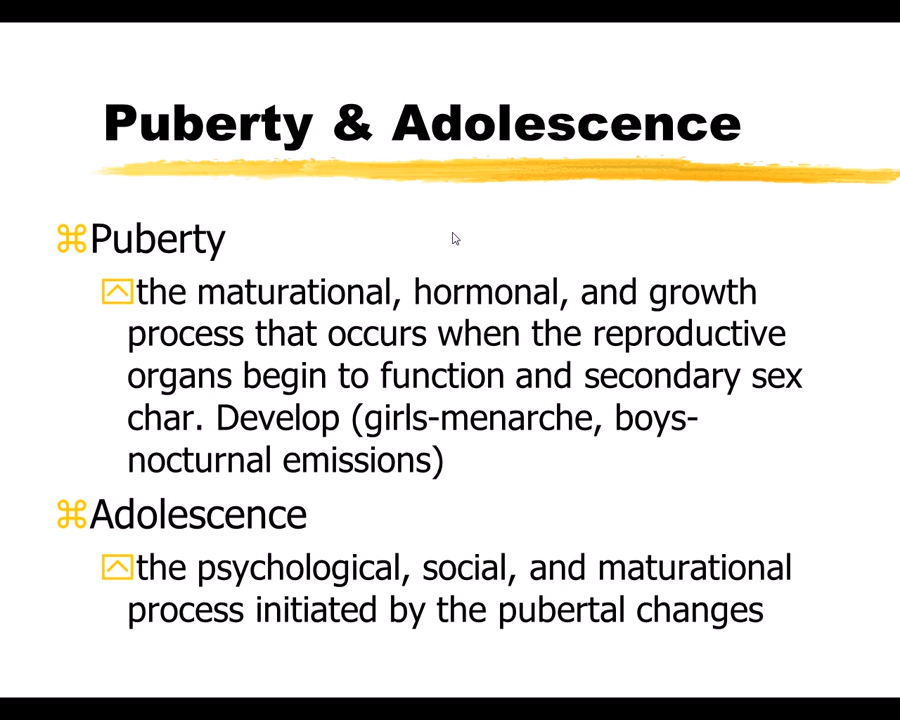 Puberty & Adolescence
⌘Puberty
the maturational, hormonal, and growth
process that occurs when the reproductive
organs begin to function and secondary sex
char. Develop (girls-menarche, boys-
nocturnal emissions)
⌘Adolescence
the psychological, social, and maturational
process initiated by the pubertal changes